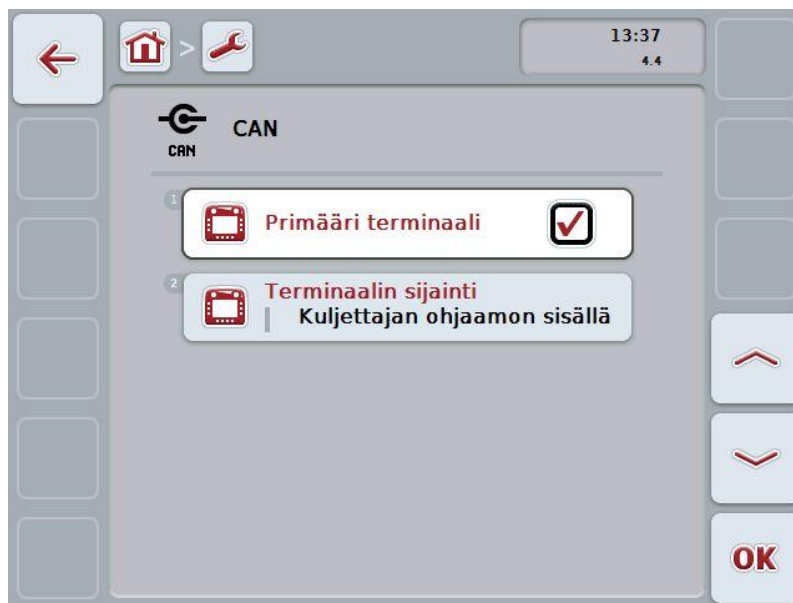 13:37
4.4
CAN
CAN
1
Primääri terminaali
2
Terminaalin sijainti
Kuljettajan ohjaamon sisällä
OK